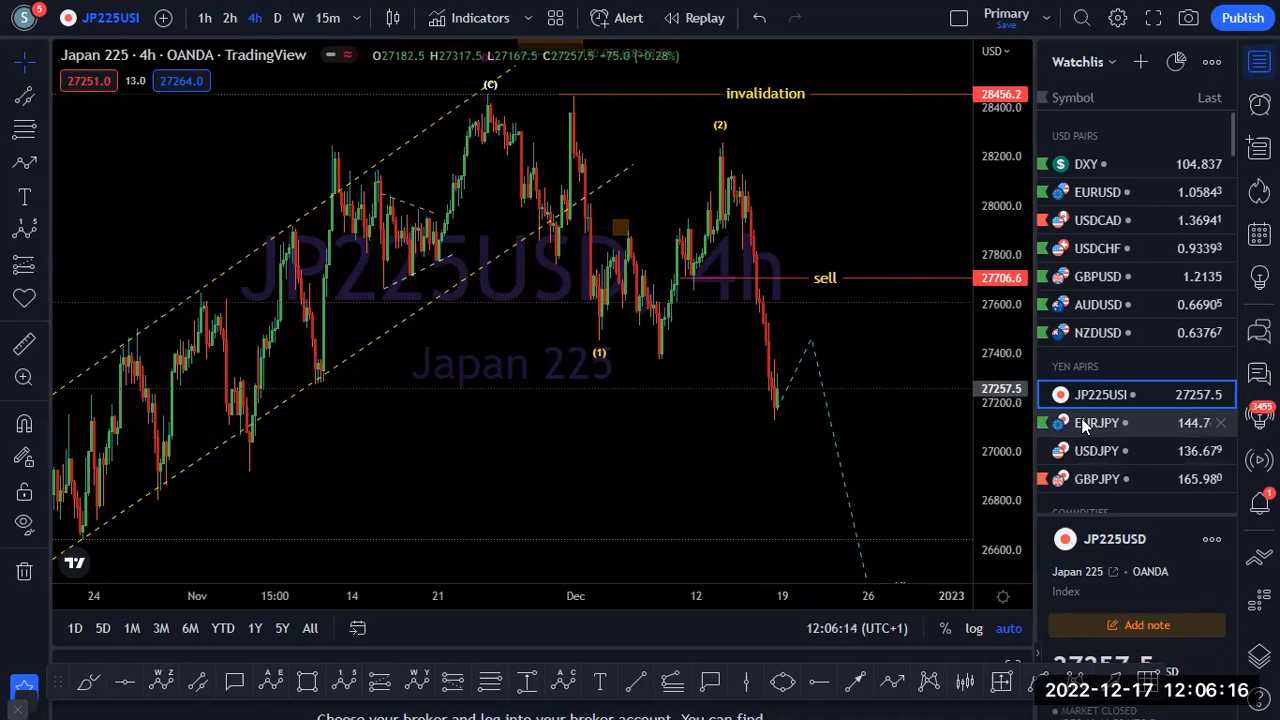 S
5
JP225USI
1h 2h 4h D W 15m
Indicators
Alert
Replay
Primary
Save
Publish
Japan 225 · 4h · OANDA · TradingView
O27182.5 H27317.5 L27167.5 C27257.5 +75.0 (+0.28%)
27251.0 13.0 27264.0
USD
JP225USD 4h
Japan 225
(C)
invalidation
(2)
sell
(1)
28456.2
28400.0
28200.0
28000.0
27800.0
27706.6
27600.0
27400.0
27257.5
27200.0
27000.0
26800.0
26600.0
24 Nov 15:00 14 21 Dec 12 19 26 2023
1D 5D 1M 3M 6M YTD 1Y 5Y All
12:06:14 (UTC+1)
% log auto
Watchlis
Symbol Last
USD PAIRS
DXY 104.837
EURUSD 1.05843
USDCAD 1.36941
USDCHF 0.93393
GBPUSD 1.2135
AUDUSD 0.66905
NZDUSD 0.63767
YEN APIRS
JP225USI 27257.5
EURJPY 144.7
USDJPY 136.679
GBPJPY 165.980
COMMODITIES
JP225USD
Japan 225 · OANDA
Index
Add note
27257.5
MARKET CLOSED
3455
1
2022-12-17 12:06:16
Choose your broker and log into your broker account. You can find